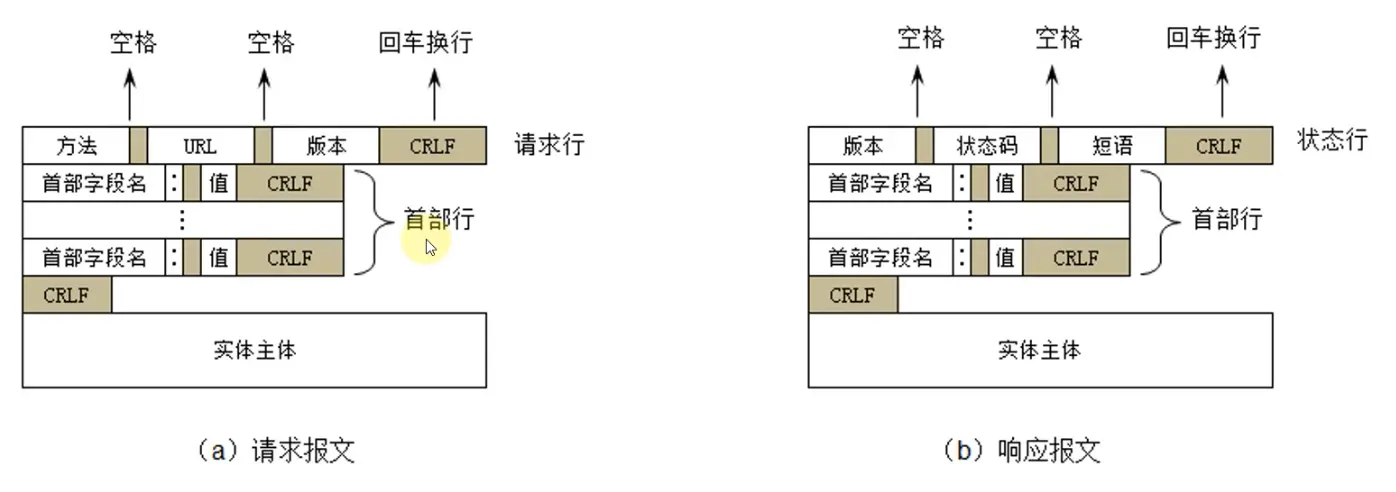 空格 空格 回车换行
方法 URL 版本 CRLF 请求行
首部字段名 : 值 CRLF
⋮ 首部行
首部字段名 : 值 CRLF
CRLF
实体主体
(a)请求报文
空格 空格 回车换行
版本 状态码 短语 CRLF 状态行
首部字段名 : 值 CRLF
⋮ 首部行
首部字段名 : 值 CRLF
CRLF
实体主体
(b)响应报文